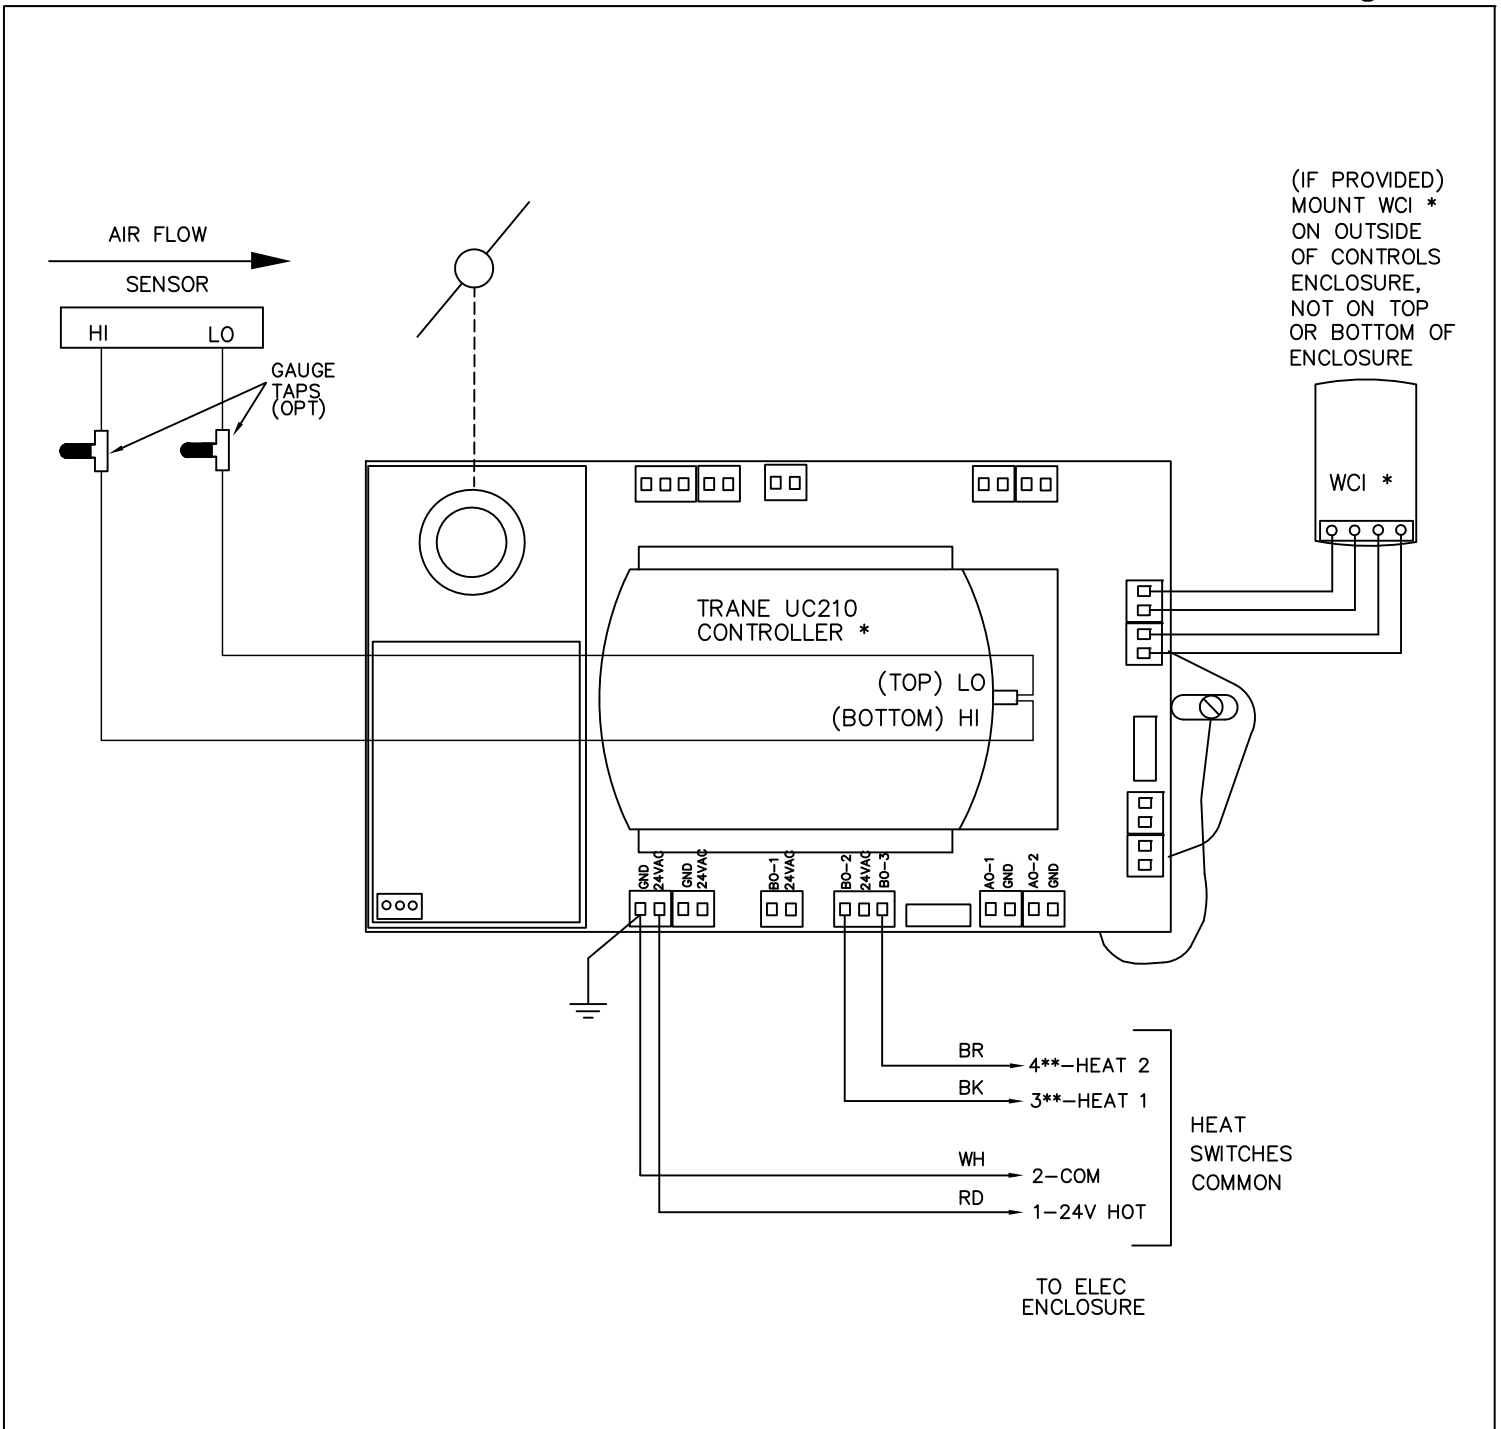 (IF PROVIDED)
MOUNT WCI *
ON OUTSIDE
OF CONTROLS
ENCLOSURE,
NOT ON TOP
OR BOTTOM OF
ENCLOSURE
AIR FLOW
SENSOR
HI
LO
GAUGE
TAPS
(OPT)
WCI *
TRANE UC210
CONTROLLER *
(TOP) LO
(BOTTOM) HI
GND
24VAC
GND
24VAC
BO-1
24VAC
BO-2
24VAC
BO-3
AO-1
GND
AO-2
GND
BR
4**-HEAT 2
BK
3**-HEAT 1
WH
2-COM
RD
1-24V HOT
HEAT
SWITCHES
COMMON
TO ELEC
ENCLOSURE